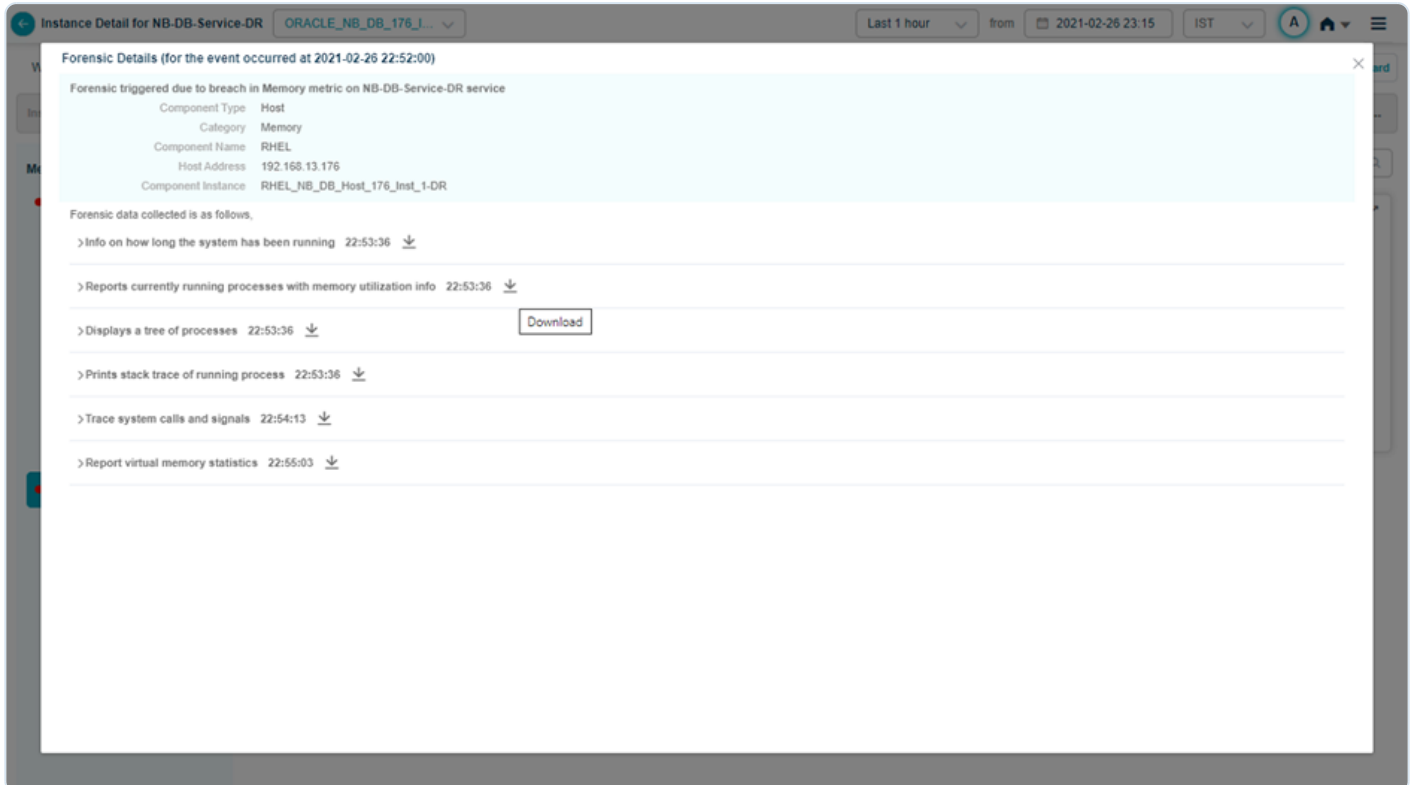 Instance Detail for NB-DB-Service-DR ORACLE_NB_DB_176_I... Last 1 hour from 2021-02-26 23:15 IST A
Forensic Details (for the event occurred at 2021-02-26 22:52:00)
ard
Forensic triggered due to breach in Memory metric on NB-DB-Service-DR service
Component Type Host
Category Memory
Component Name RHEL
Host Address 192.168.13.176
Component Instance RHEL_NB_DB_Host_176_Inst_1-DR
Forensic data collected is as follows,
Info on how long the system has been running 22:53:36
Reports currently running processes with memory utilization info 22:53:36
Download
Displays a tree of processes 22:53:36
Prints stack trace of running process 22:53:36
Trace system calls and signals 22:54:13
Report virtual memory statistics 22:55:03